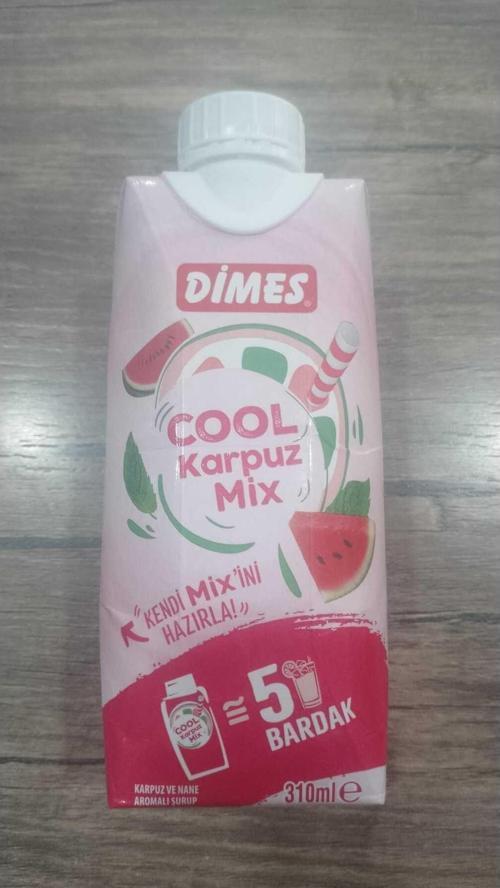 DİMES
COOL
Karpuz
Mix
"KENDİ Mix'İNİ
HAZIRLA!"
COOL
Karpuz
Mix
≅ 5
BARDAK
KARPUZ VE NANE
AROMALI ŞURUP
310ml ℮